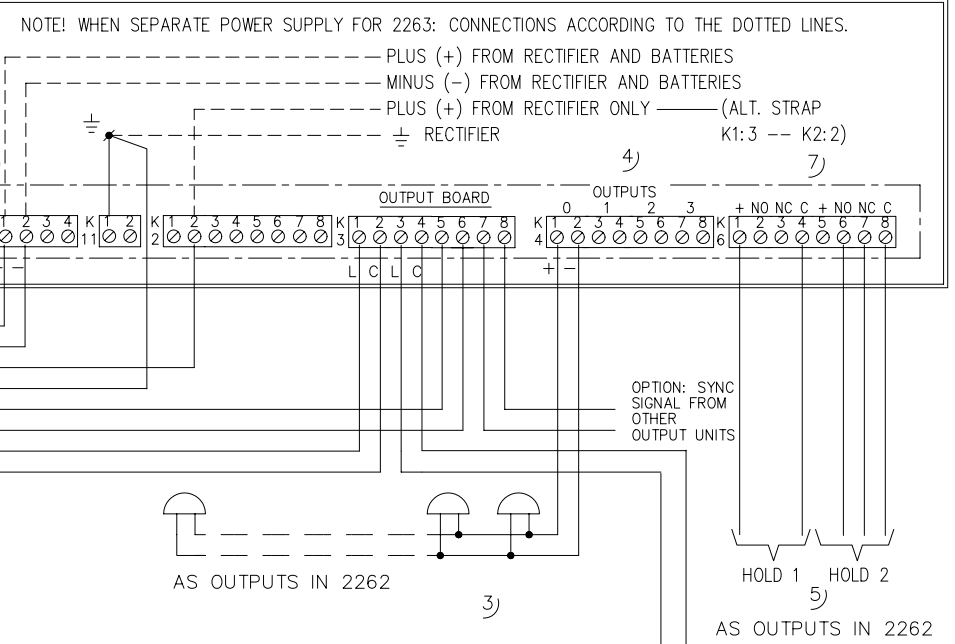 NOTE! WHEN SEPARATE POWER SUPPLY FOR 2263: CONNECTIONS ACCORDING TO THE DOTTED LINES.
PLUS (+) FROM RECTIFIER AND BATTERIES
MINUS (-) FROM RECTIFIER AND BATTERIES
PLUS (+) FROM RECTIFIER ONLY (ALT. STRAP
RECTIFIER K1:3 -- K2:2)
4) 7)
OUTPUT BOARD OUTPUTS
0 1 2 3 + NO NC C + NO NC C
1 2 3 4 K 1 2 K 1 2 3 4 5 6 7 8 K 1 2 3 4 5 6 7 8 K 1 2 3 4 5 6 7 8 K 1 2 3 4 5 6 7 8
11 2 3 4 6
- - L C L C + -
OPTION: SYNC
SIGNAL FROM
OTHER
OUTPUT UNITS
AS OUTPUTS IN 2262
3)
HOLD 1 HOLD 2
5)
AS OUTPUTS IN 2262